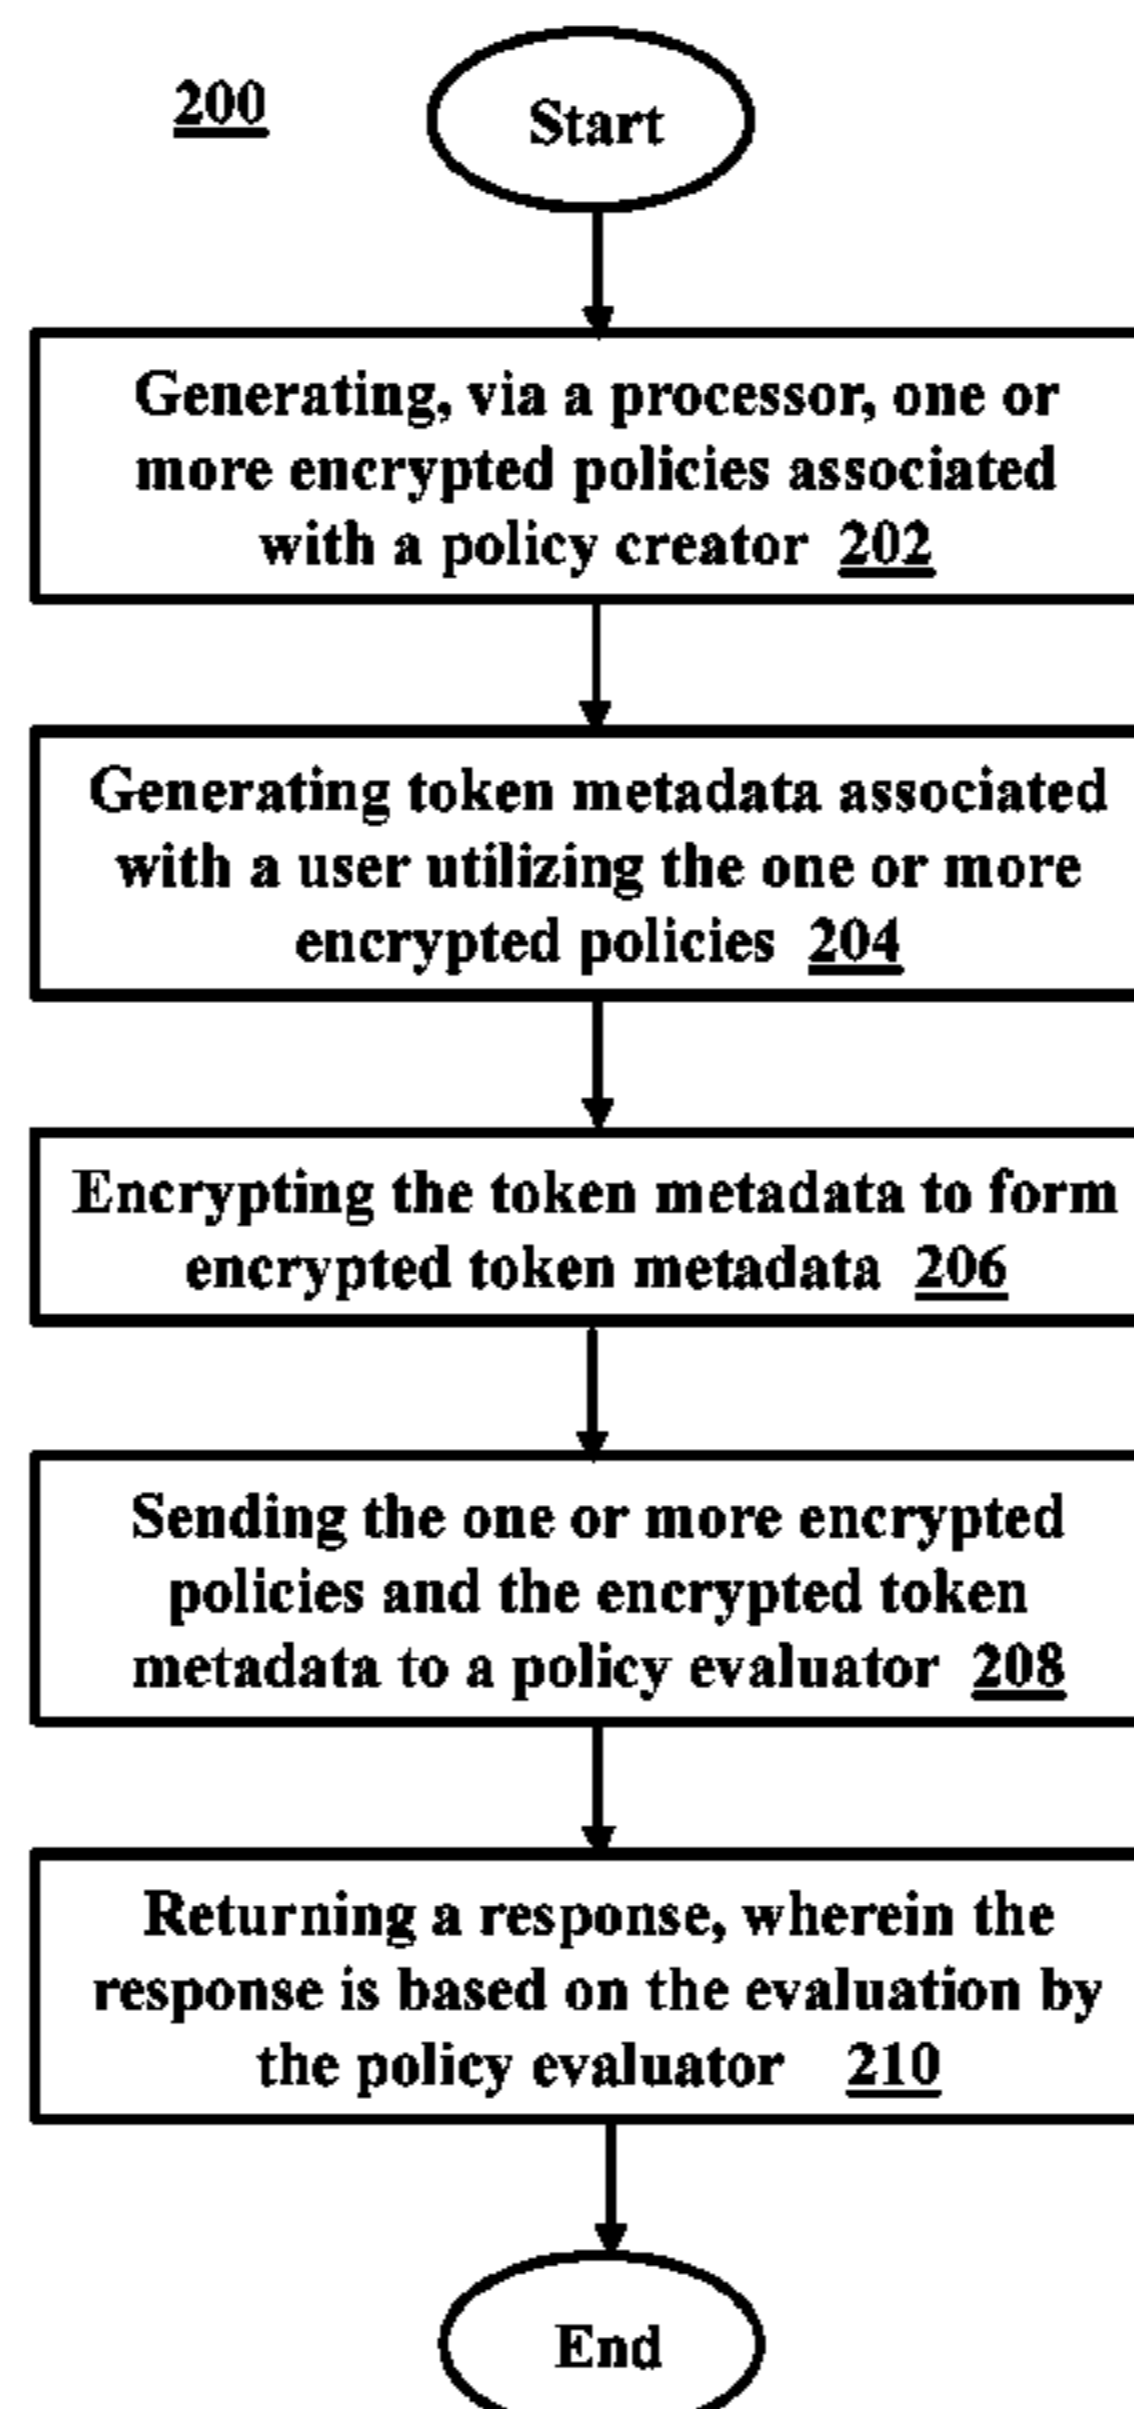 200
Start
Generating, via a processor, one or
more encrypted policies associated
with a policy creator 202
Generating token metadata associated
with a user utilizing the one or more
encrypted policies 204
Encrypting the token metadata to form
encrypted token metadata 206
Sending the one or more encrypted
policies and the encrypted token
metadata to a policy evaluator 208
Returning a response, wherein the
response is based on the evaluation by
the policy evaluator 210
End